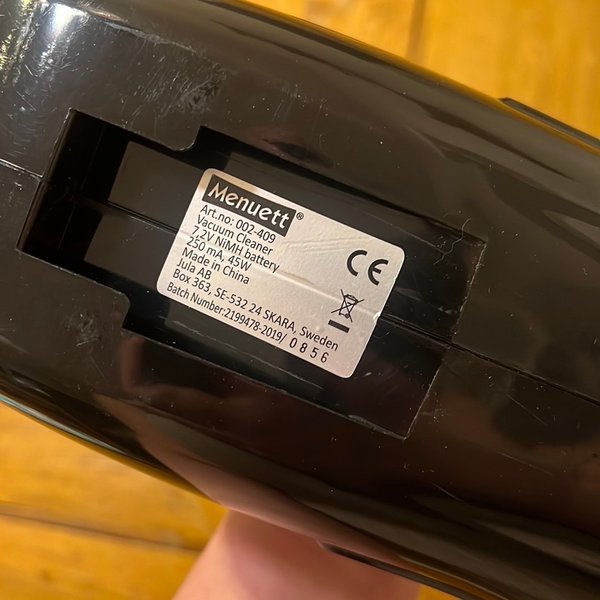 Menuett®
Art.no: 002-409
Vacuum Cleaner
7,2V NiMH battery
250 mA, 45W
Made in China
Jula AB
Box 363, SE-532 24 SKARA, Sweden
Batch Number:2199478-2019/ 0856
CE